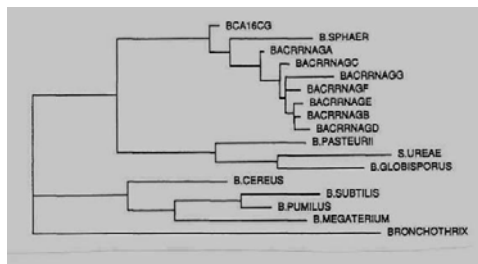 BCA16CG
B.SPHAER
BACRRNAGA
BACRRNAGC
BACRRNAGG
BACRRNAGF
BACRRNAGE
BACRRNAGB
BACRRNAGD
B.PASTEURII
S.UREAE
B.GLOBISPORUS
B.CEREUS
B.SUBTILIS
B.PUMILUS
B.MEGATERIUM
BRONCHOTHRIX